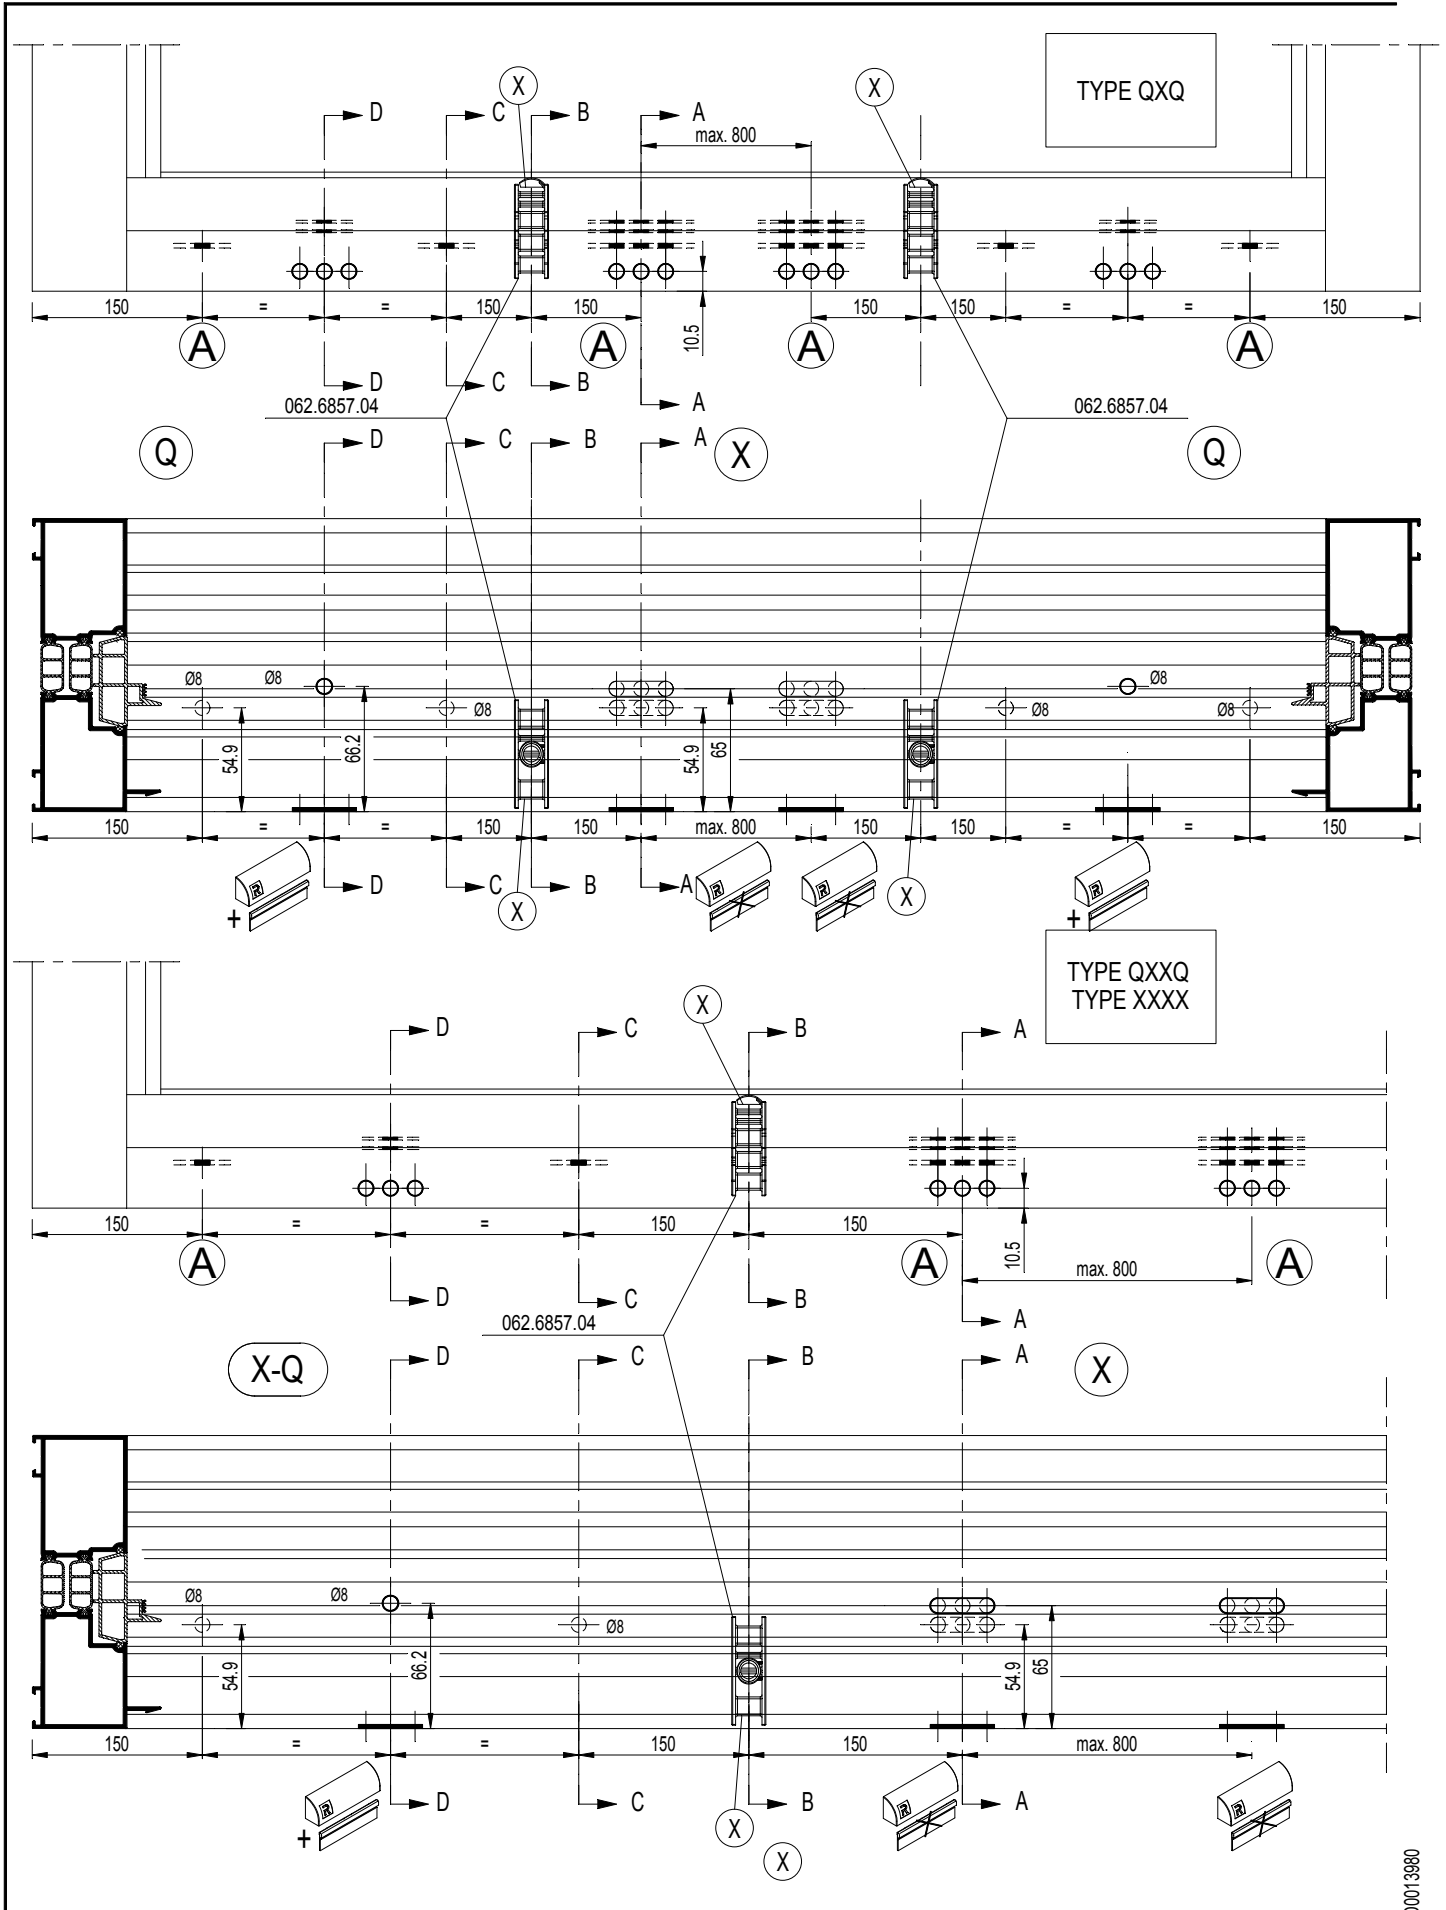 TYPE QXQ
X X
D C B A
max. 800
150 = = 150 150 150 150 = = 150
10.5
A A A A
D C B A
062.6857.04 062.6857.04
Q D C B A X Q
Ø8 Ø8 Ø8 Ø8 Ø8 Ø8
54.9 66.2 54.9 65
150 = = 150 150 max. 800 150 150 = = 150
R R R R
+ +
D C B A
X X
TYPE QXXQ
TYPE XXXX
X
D C B A
150 = = 150 150
10.5
A A A
max. 800
D C B A
062.6857.04
X-Q D C B A X
Ø8 Ø8 Ø8
54.9 66.2 54.9 65
150 = = 150 150 max. 800
R R R
+
D C B A
X
X